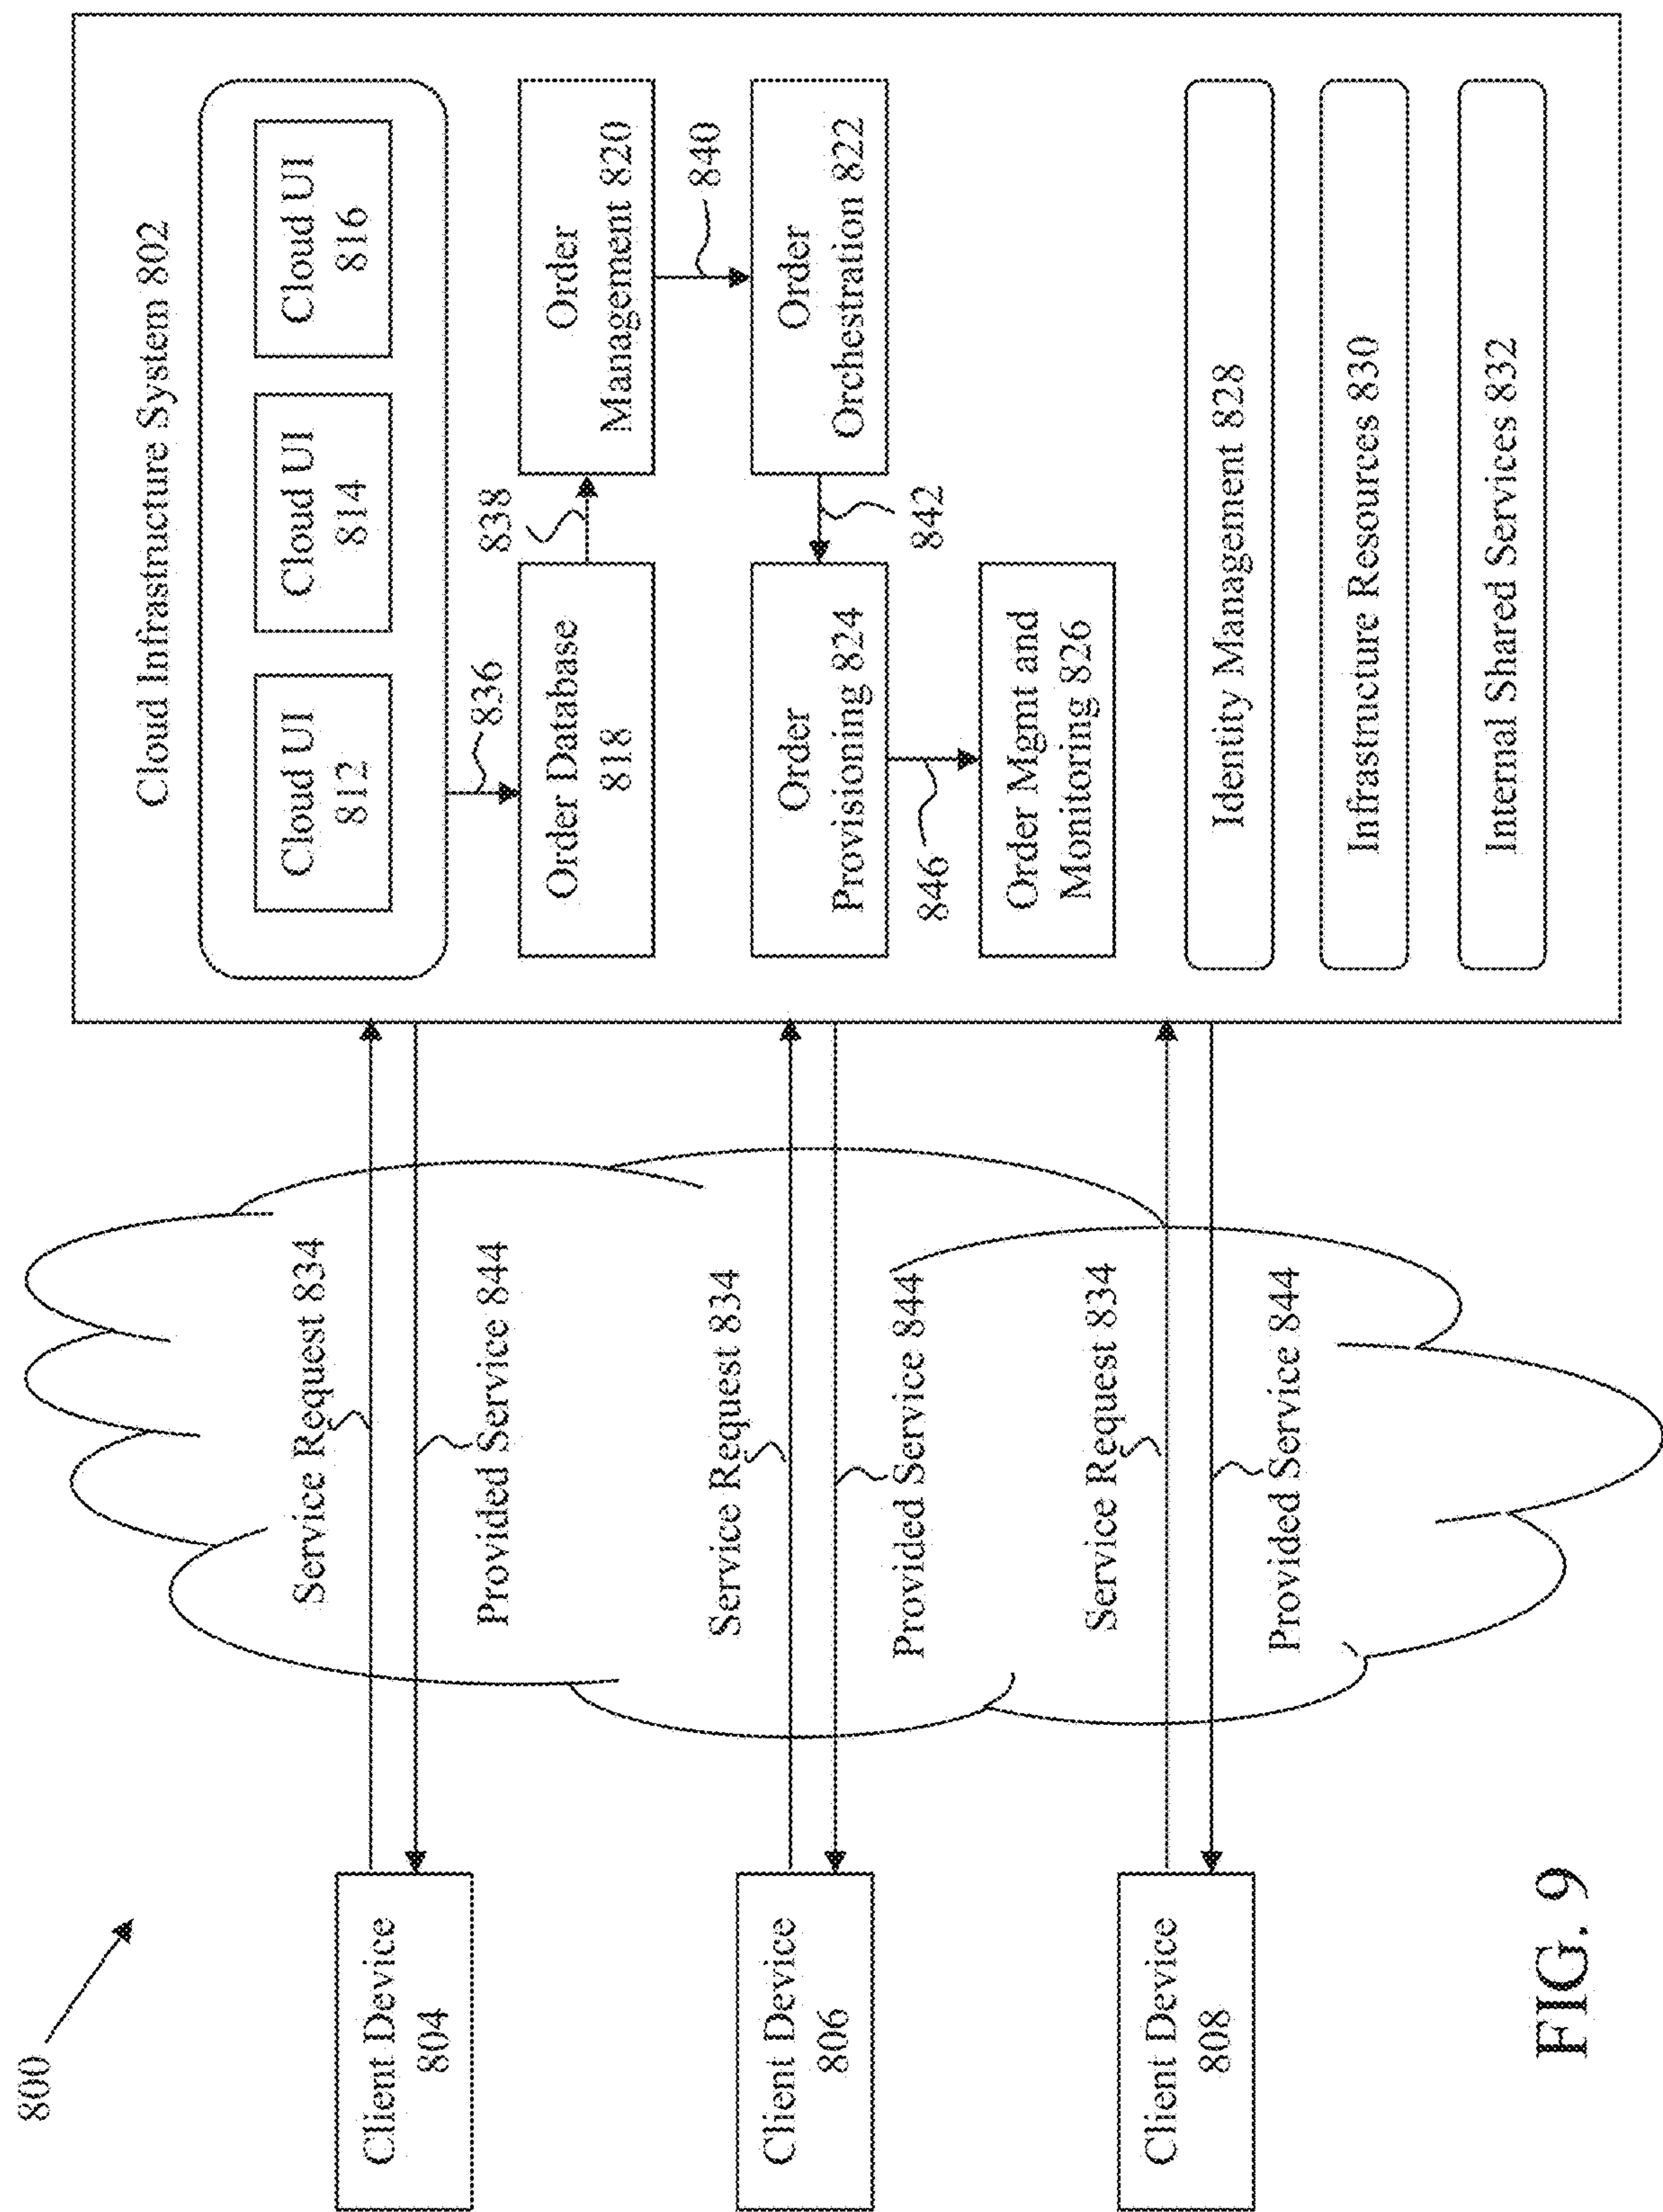 800
Cloud Infrastructure System 802
Cloud UI
812
Cloud UI
814
Cloud UI
816
836
838
Order Database
818
Order
Management 820
840
Order
Provisioning 824
Order
Orchestration 822
842
846
Order Mgmt and
Monitoring 826
Identity Management 828
Infrastructure Resources 830
Internal Shared Services 832
Client Device
804
Service Request 834
Provided Service 844
Client Device
806
Service Request 834
Provided Service 844
Client Device
808
Service Request 834
Provided Service 844
FIG. 9